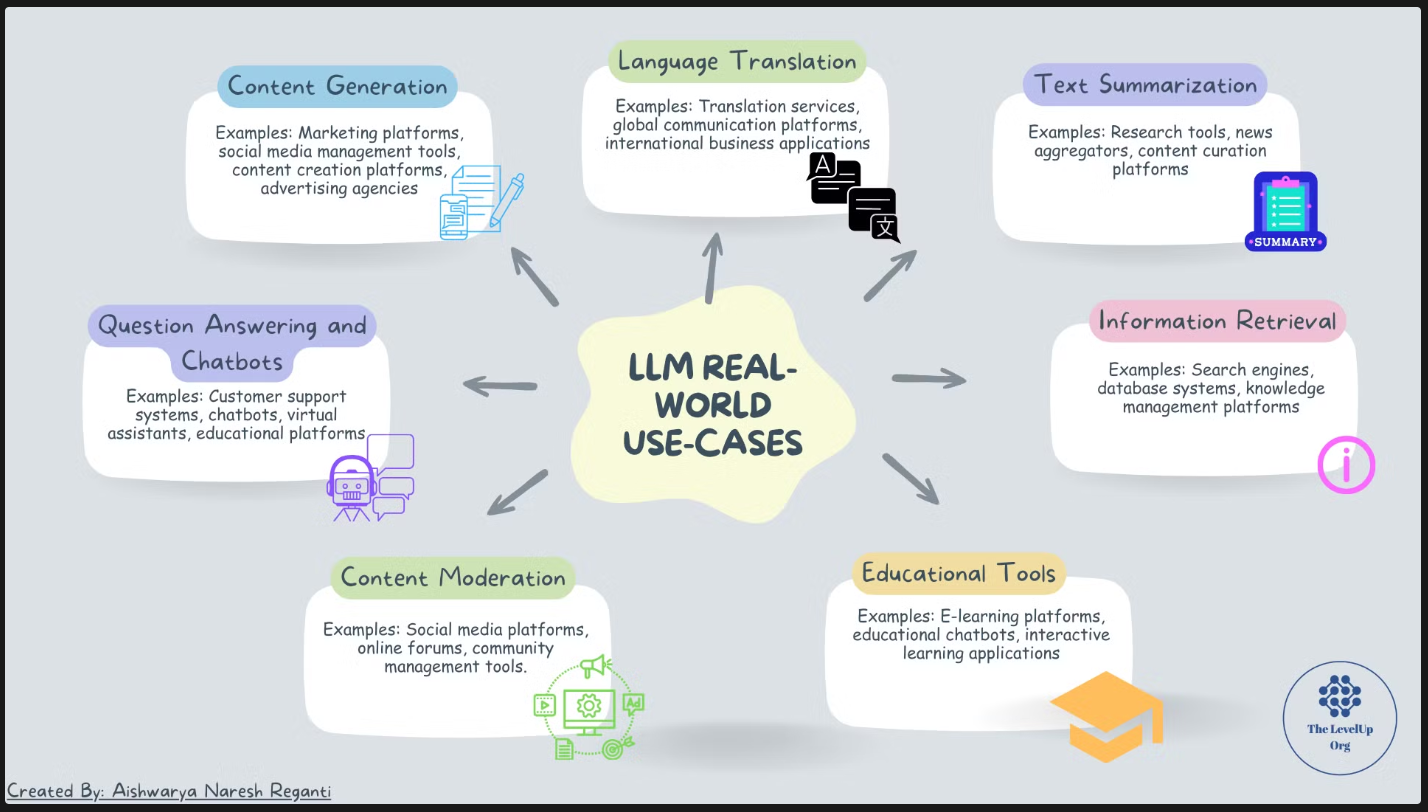 Content Generation
Examples: Marketing platforms,
social media management tools,
content creation platforms,
advertising agencies
Language Translation
Examples: Translation services,
global communication platforms,
international business applications
A
文
Text Summarization
Examples: Research tools, news
aggregators, content curation
platforms
SUMMARY
Question Answering and
Chatbots
Examples: Customer support
systems, chatbots, virtual
assistants, educational platforms
LLM REAL-
WORLD
USE-CASES
Information Retrieval
Examples: Search engines,
database systems, knowledge
management platforms
i
Content Moderation
Examples: Social media platforms,
online forums, community
management tools.
Ad
Educational Tools
Examples: E-learning platforms,
educational chatbots, interactive
learning applications
The LevelUp
Org
Created By: Aishwarya Naresh Reganti